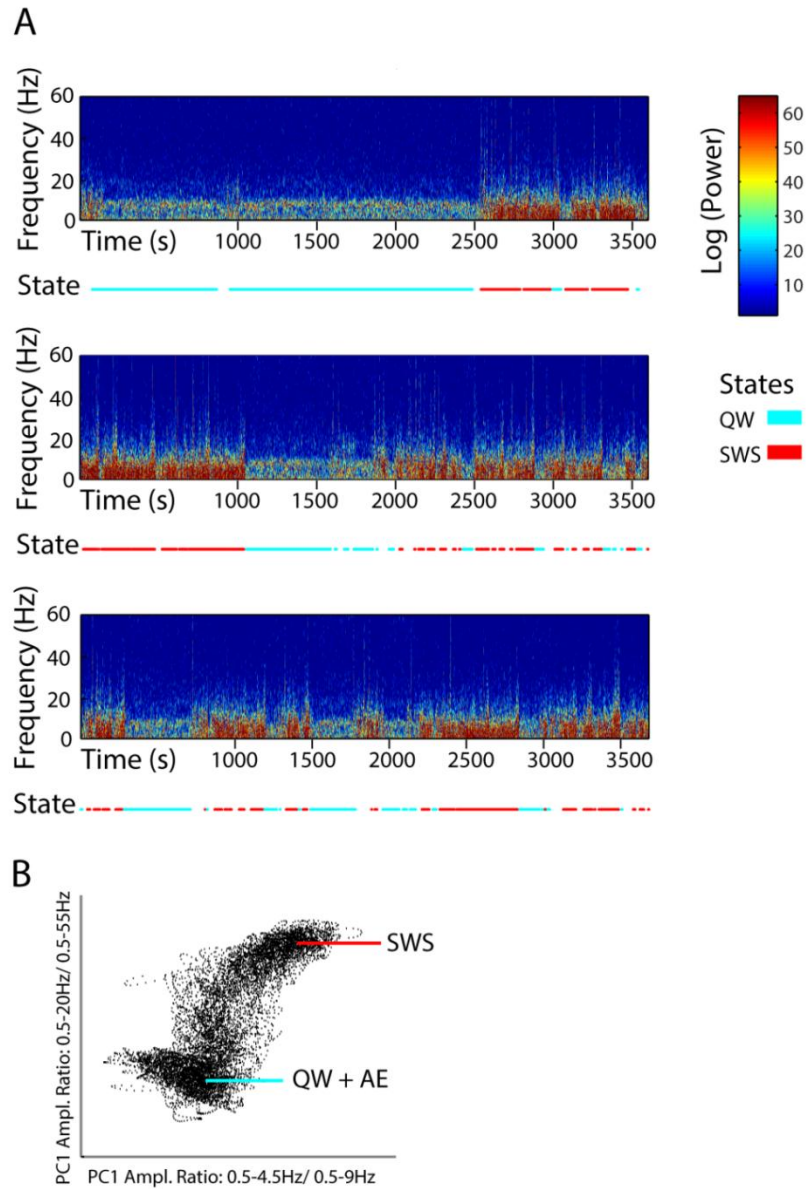 A
Frequency (Hz)
60
40
20
0
Time (s)
1000
1500
2000
2500
3000
3500
State
Log (Power)
60
50
40
30
20
10
Frequency (Hz)
60
40
20
0
Time (s)
1000
1500
2000
2500
3000
3500
State
States
QW
SWS
Frequency (Hz)
60
40
20
0
Time (s)
1000
1500
2000
2500
3000
3500
State
B
PC1 Ampl. Ratio: 0.5-20Hz/ 0.5-55Hz
SWS
QW + AE
PC1 Ampl. Ratio: 0.5-4.5Hz/ 0.5-9Hz